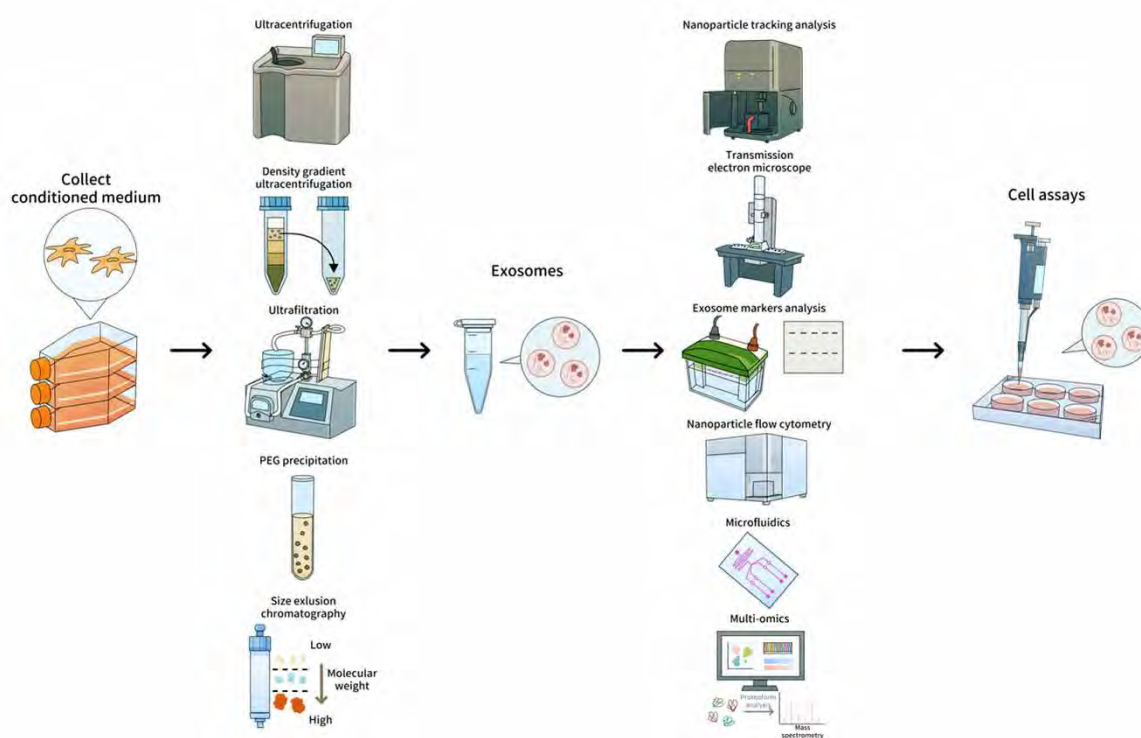 Collect
conditioned medium
Ultracentrifugation
Density gradient
ultracentrifugation
Ultrafiltration
PEG precipitation
Size exlusion
chromatography
Low
Molecular
weight
High
Exosomes
Nanoparticle tracking analysis
Transmission
electron microscope
Exosome markers analysis
Nanoparticle flow cytometry
Microfluidics
Multi-omics
analysis
Mass
spectrometry
Cell assays